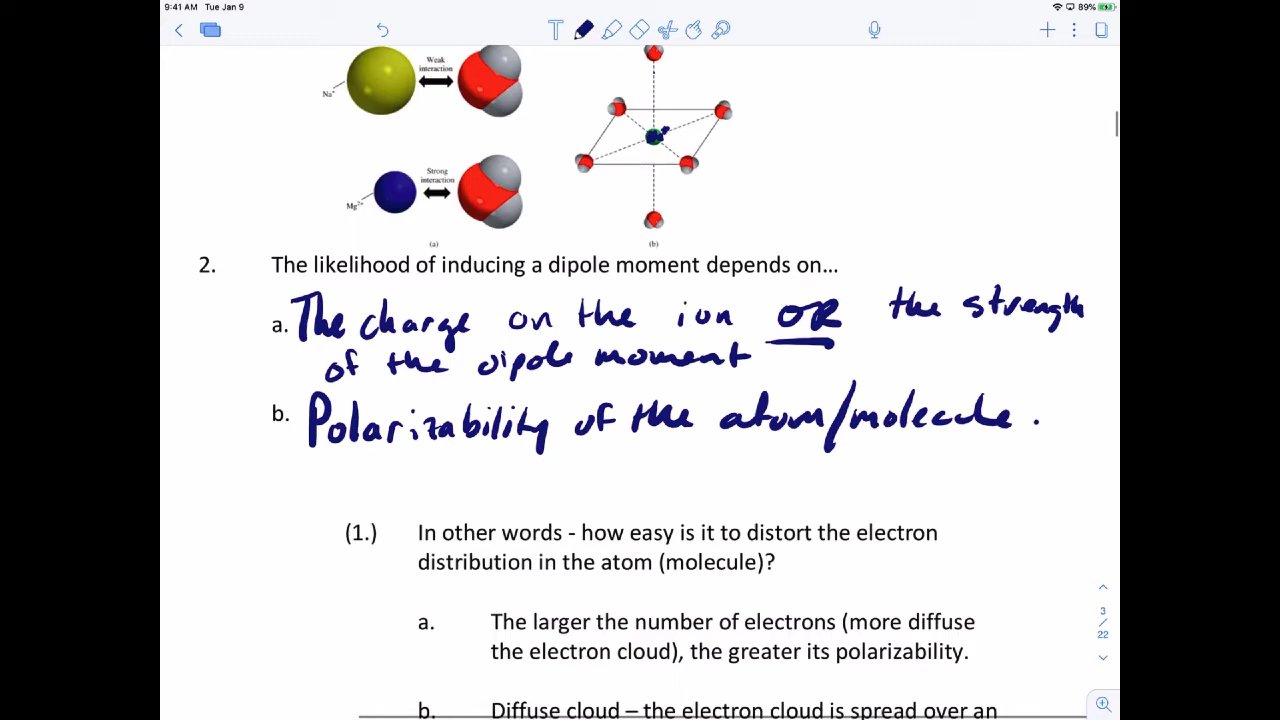 9:41 AM Tue Jan 9
89%
Weak
interaction
Na+
Strong
interaction
Mg2+
(a)
(b)
2. The likelihood of inducing a dipole moment depends on…
a. The charge on the ion OR the strength
of the dipole moment
b. Polarizability of the atom/molecule.
(1.) In other words - how easy is it to distort the electron
distribution in the atom (molecule)?
a. The larger the number of electrons (more diffuse
the electron cloud), the greater its polarizability.
b. Diffuse cloud – the electron cloud is spread over an
3
/
22